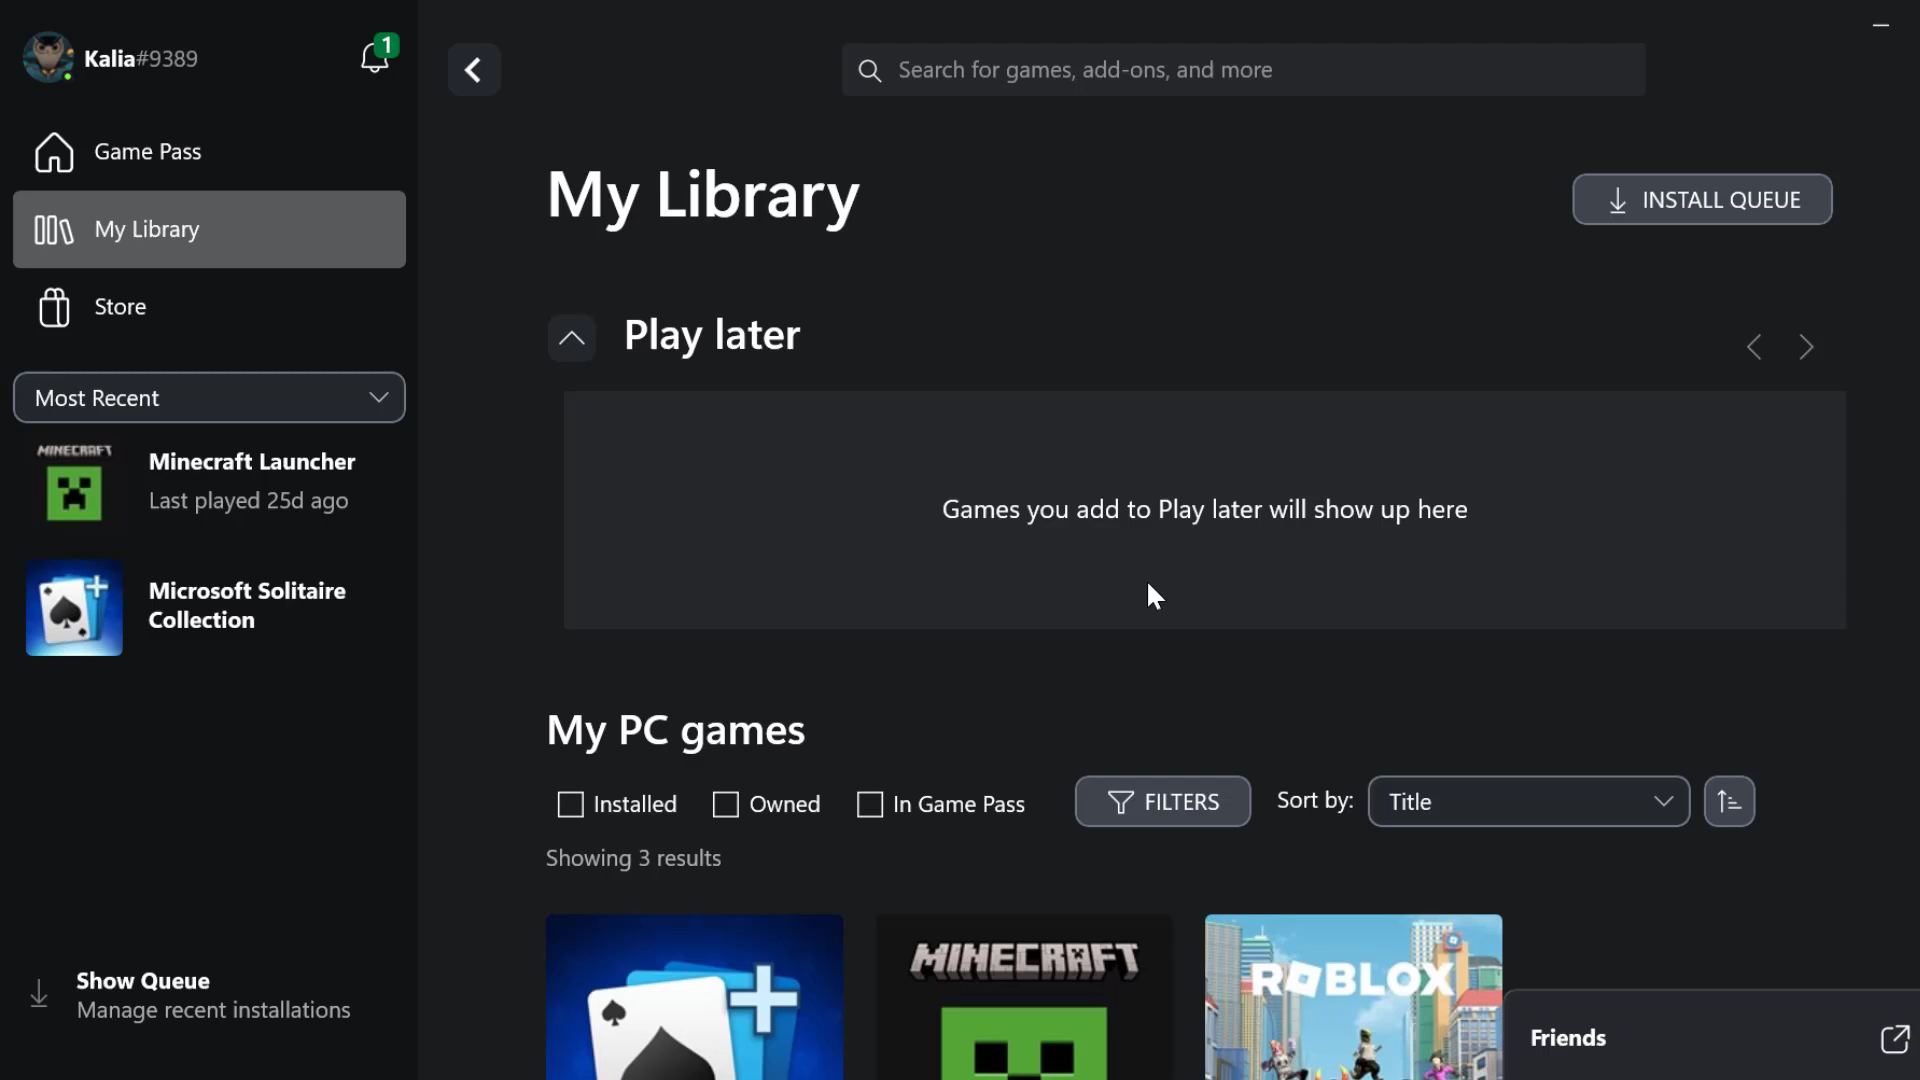 Kalia#9389
1
Search for games, add-ons, and more
Game Pass
My Library
Store
Most Recent
MINECRAFT
Minecraft Launcher
Last played 25d ago
Microsoft Solitaire
Collection
Show Queue
Manage recent installations
My Library
INSTALL QUEUE
Play later
Games you add to Play later will show up here
My PC games
Installed
Owned
In Game Pass
FILTERS
Sort by:
Title
Showing 3 results
MINECRAFT
ROBLOX
Friends